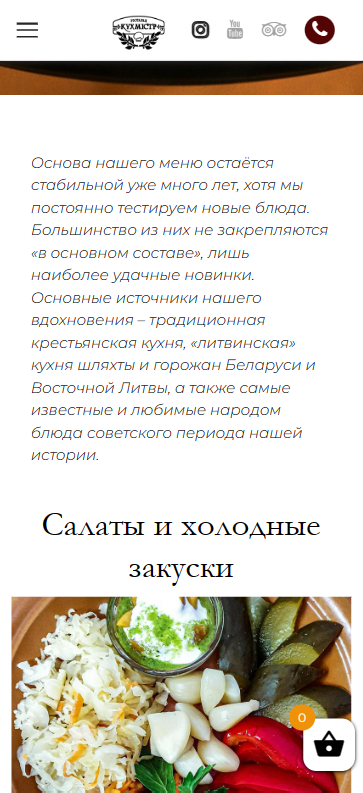 КУХМІСТР
You
Tube
Основа нашего меню остаётся
стабильной уже много лет, хотя мы
постоянно тестируем новые блюда.
Большинство из них не закрепляются
«в основном составе», лишь
наиболее удачные новинки.
Основные источники нашего
вдохновения – традиционная
крестьянская кухня, «литвинская»
кухня шляхты и горожан Беларуси и
Восточной Литвы, а также самые
известные и любимые народом
блюда советского периода нашей
истории.
Салаты и холодные
закуски
0